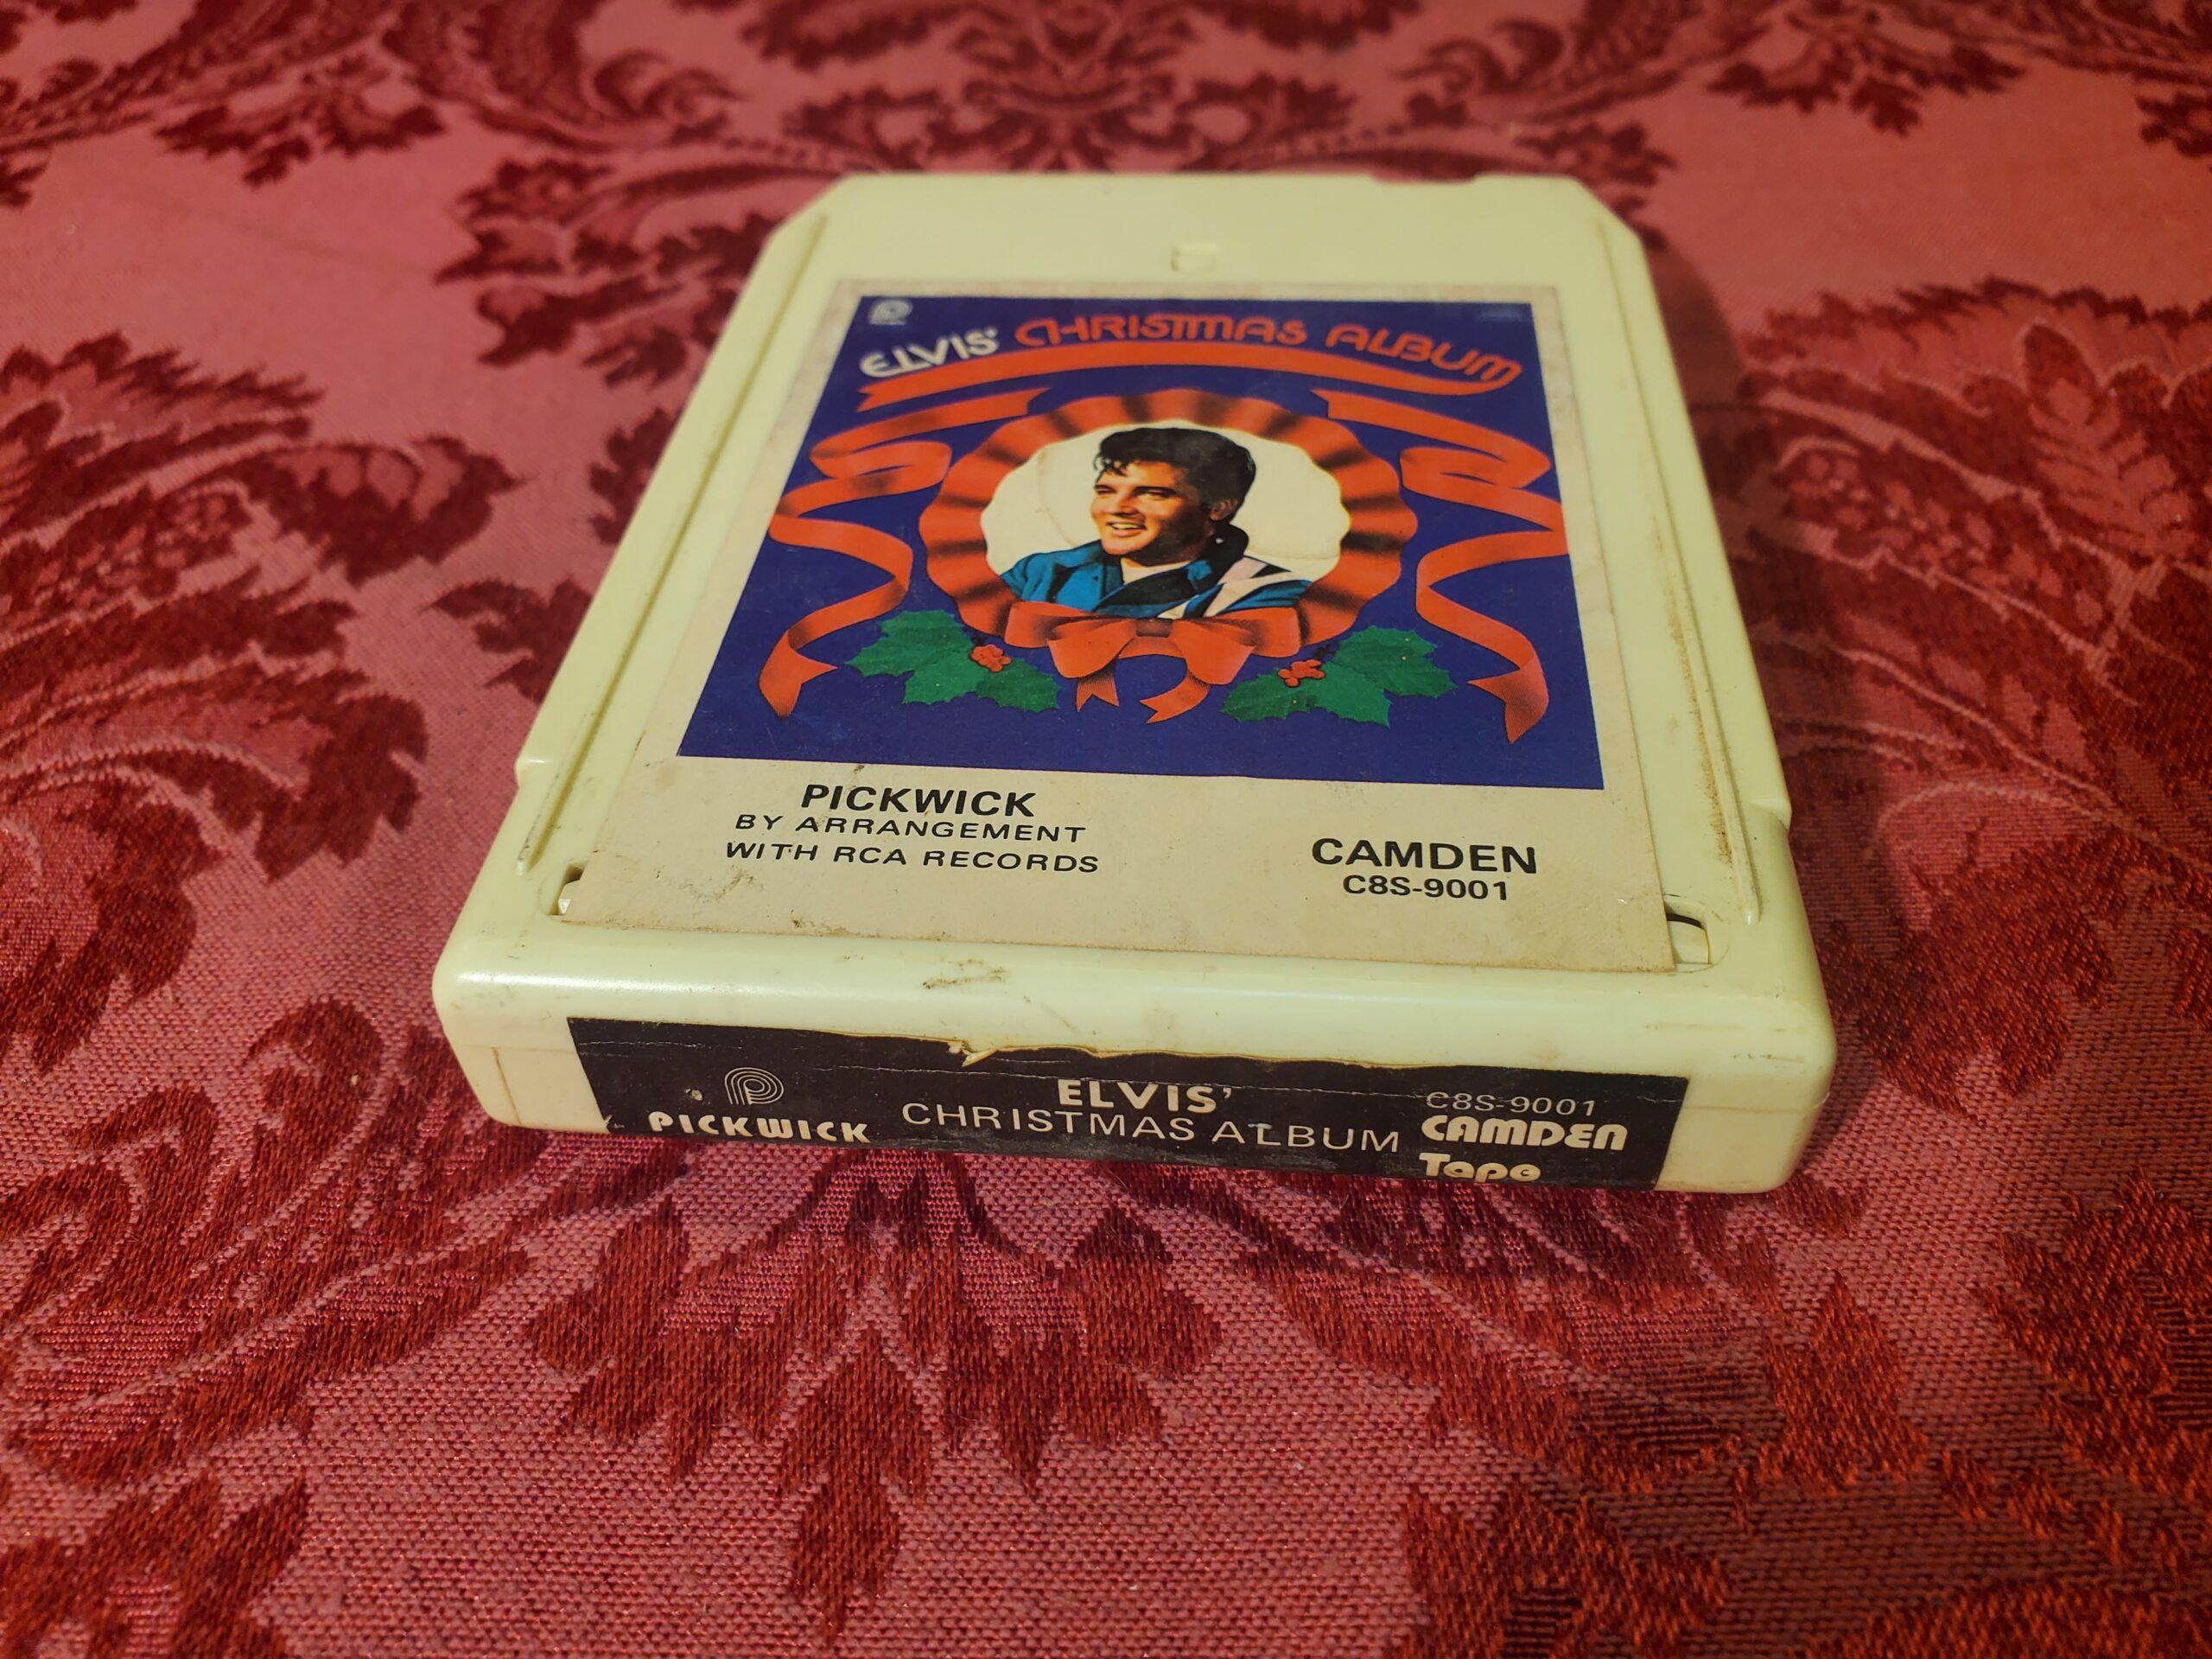 ELVIS' CHRISTMAS ALBUM
PICKWICK
BY ARRANGEMENT
WITH RCA RECORDS
CAMDEN
C8S-9001
PICKWICK
ELVIS'
CHRISTMAS ALBUM
C8S-9001
CAMDEN
Tape